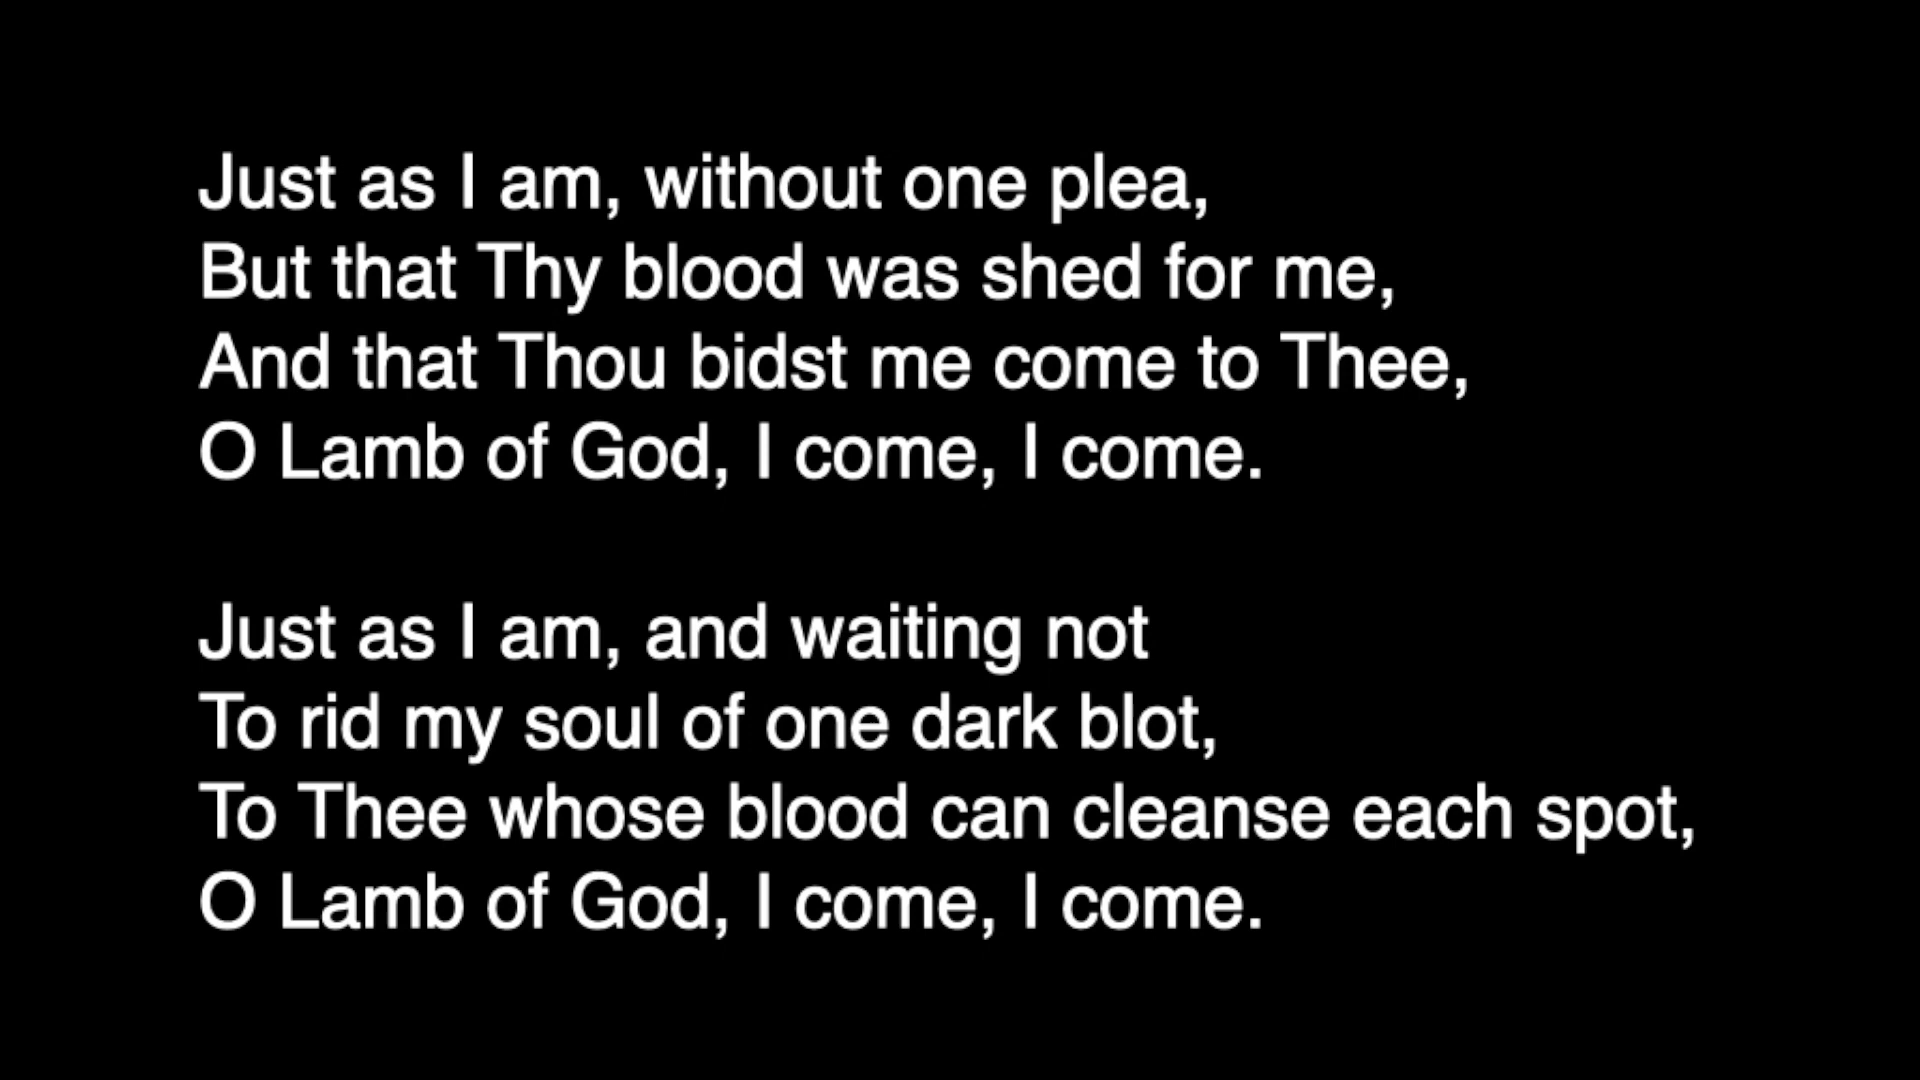 Just as I am, without one plea,
But that Thy blood was shed for me,
And that Thou bidst me come to Thee,
O Lamb of God, I come, I come.

Just as I am, and waiting not
To rid my soul of one dark blot,
To Thee whose blood can cleanse each spot,
O Lamb of God, I come, I come.